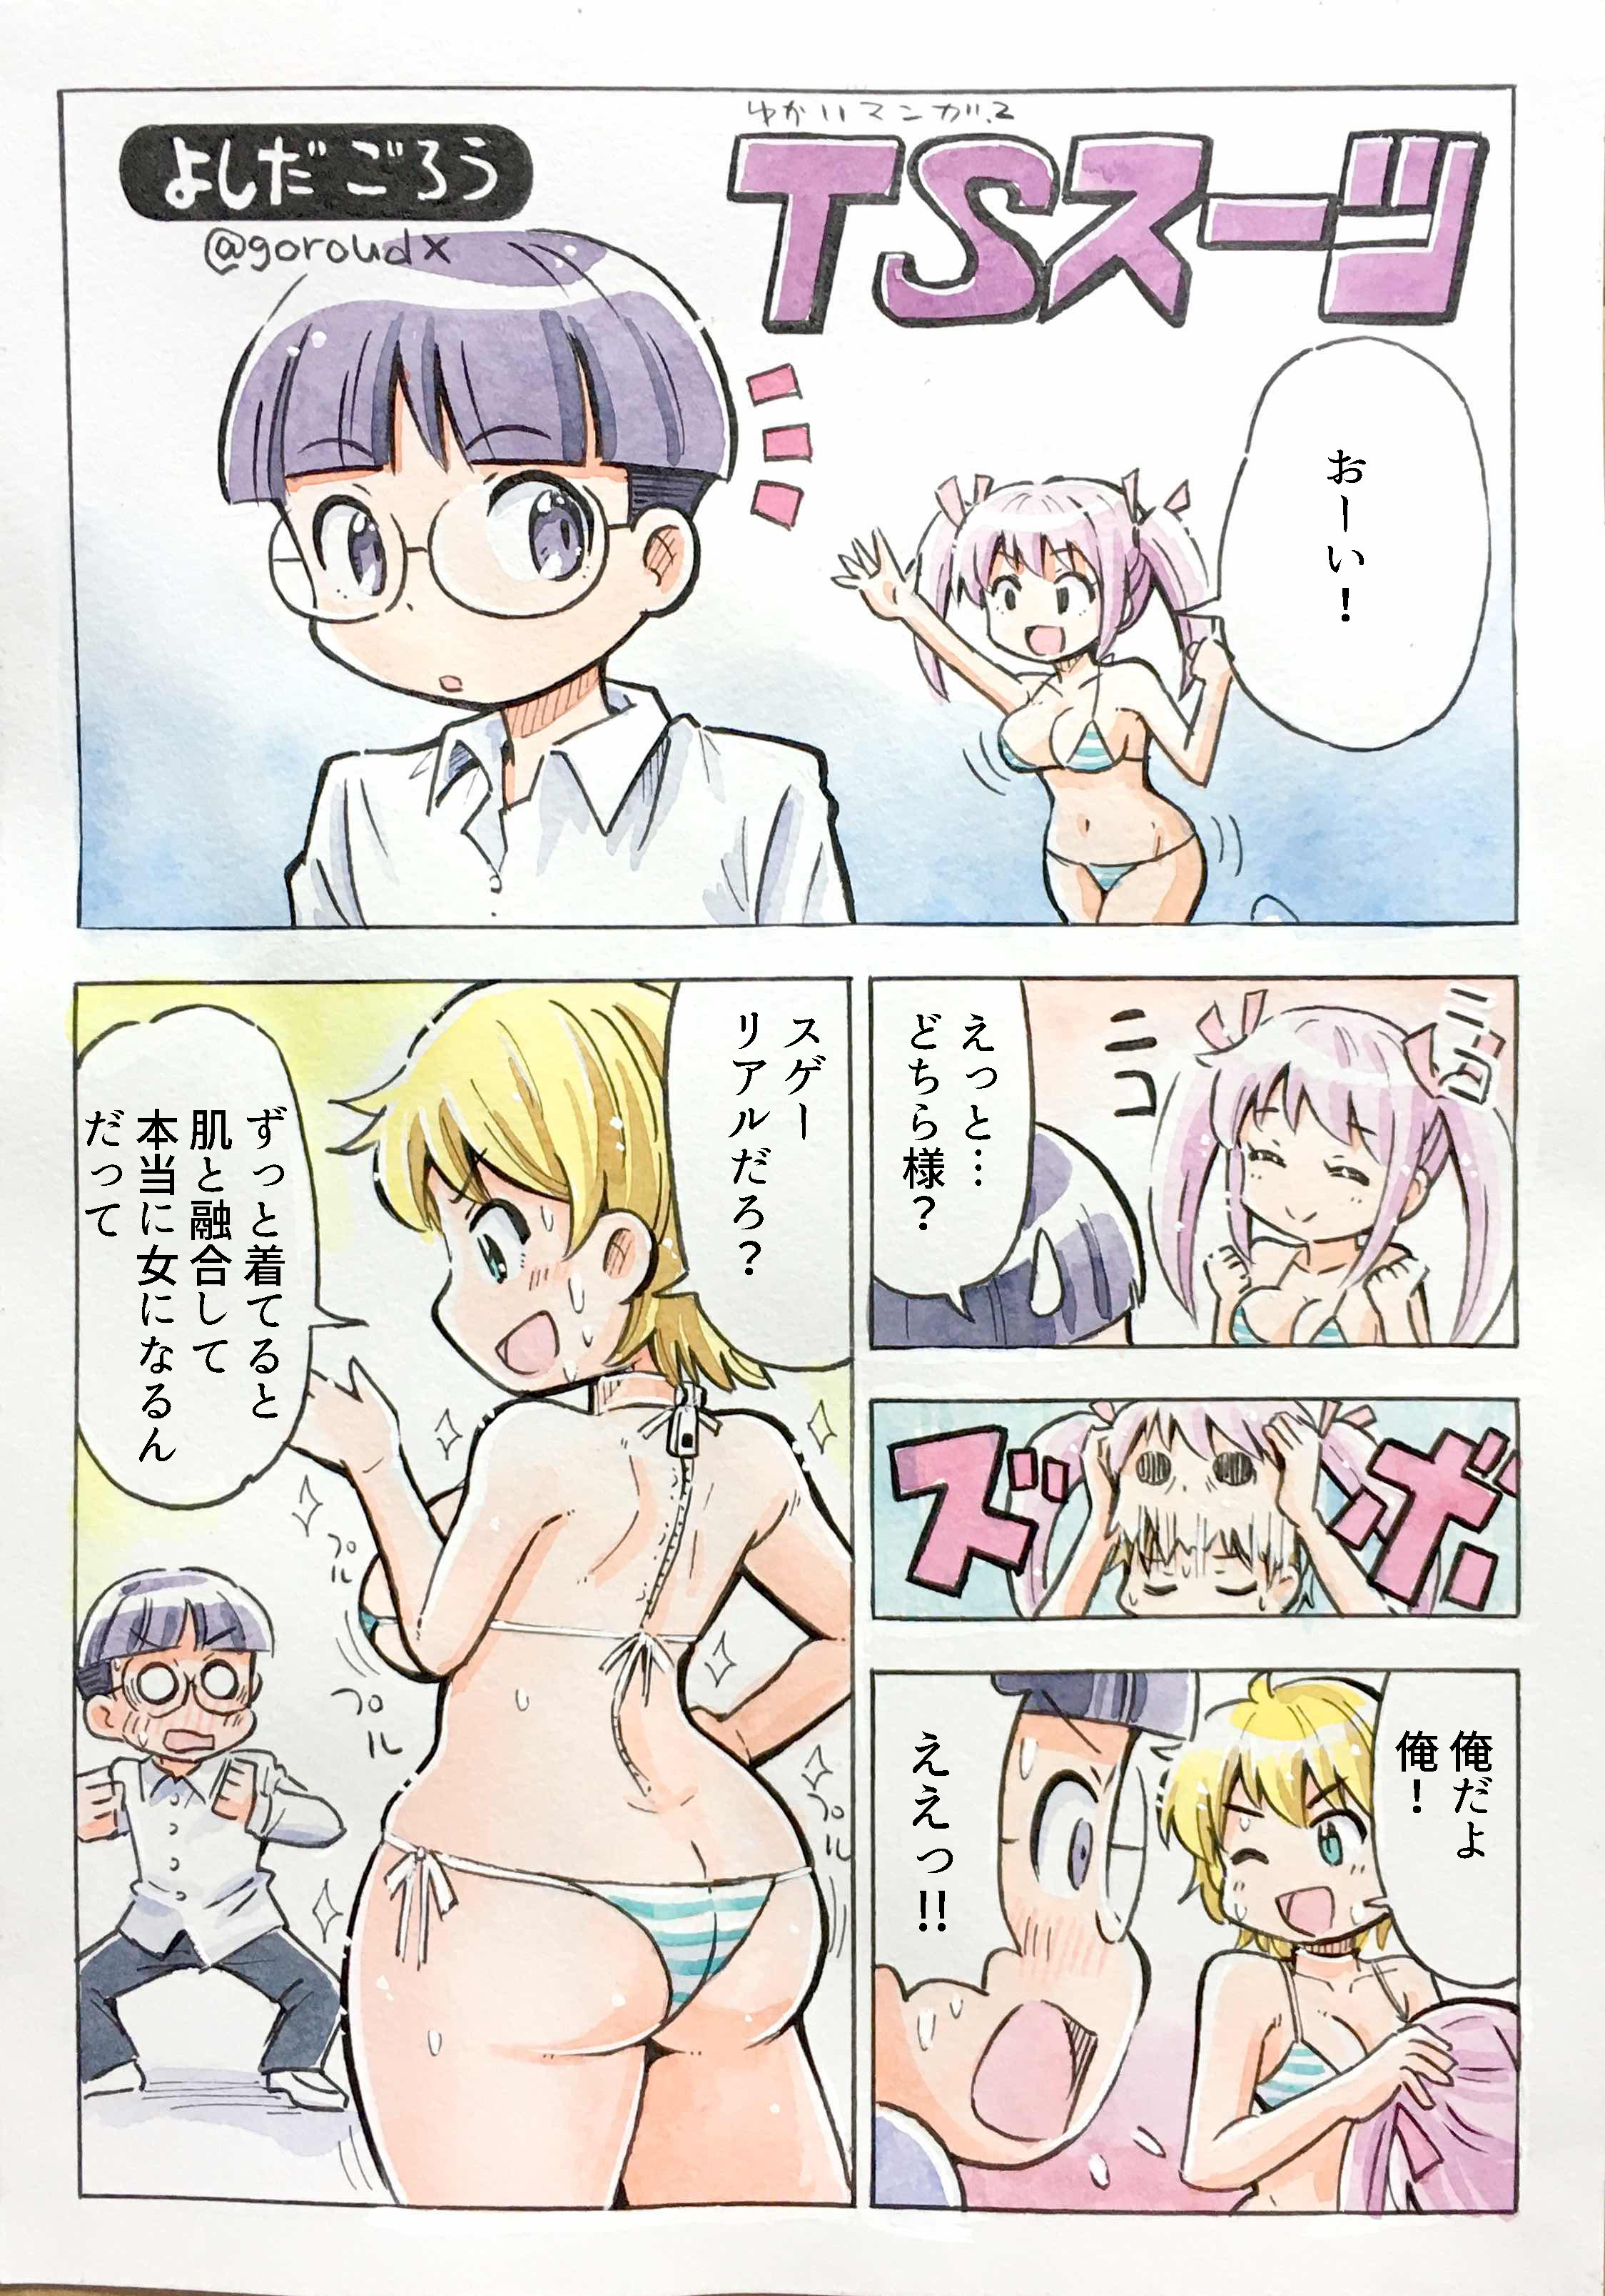 ゆかいマンガ.2
TSスーツ
よしだごろう
@goroudx
おーい！
ニコ
ニコ
えっと…
どちら様？
ズボ
俺だよ
俺！
ええっ!!
スゲー
リアルだろ？
ずっと着てると
肌と融合して
本当に女になるん
だって
プル
プル
プル